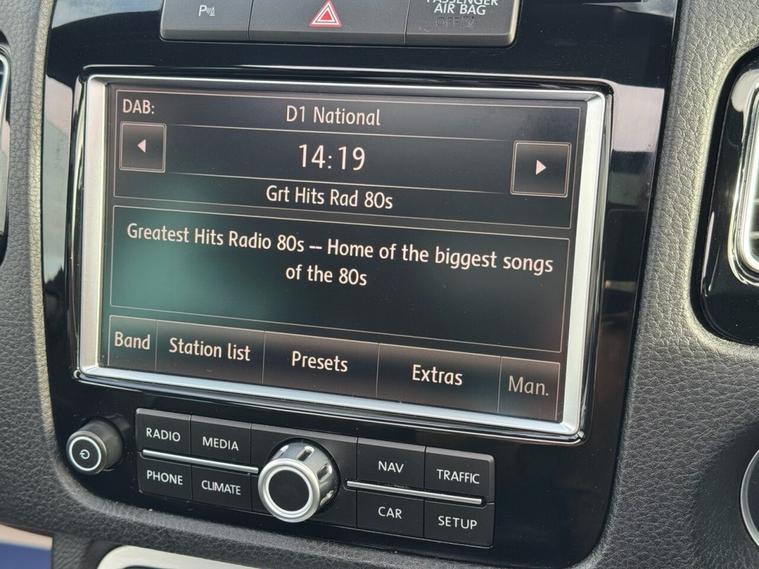 PASSENGER
AIR BAG
OFF
DAB:
D1 National
14:19
Grt Hits Rad 80s
Greatest Hits Radio 80s -- Home of the biggest songs
of the 80s
Band Station list Presets Extras Man.
RADIO MEDIA NAV TRAFFIC
PHONE CLIMATE CAR SETUP